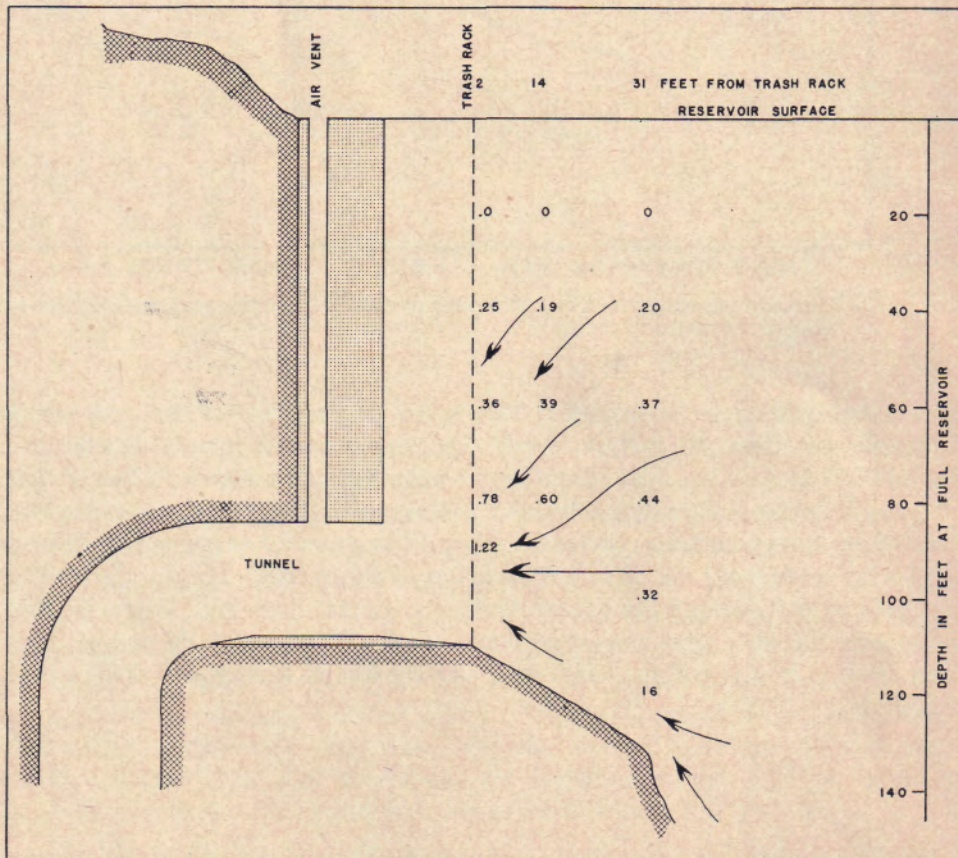 AIR VENT
TRASH RACK
2 14 31 FEET FROM TRASH RACK
RESERVOIR SURFACE
.0 0 0 20
.25 .19 .20 40
.36 .39 .37 60
.78 .60 .44 80
1.22
TUNNEL
.32 100
16 120
140
DEPTH IN FEET AT FULL RESERVOIR